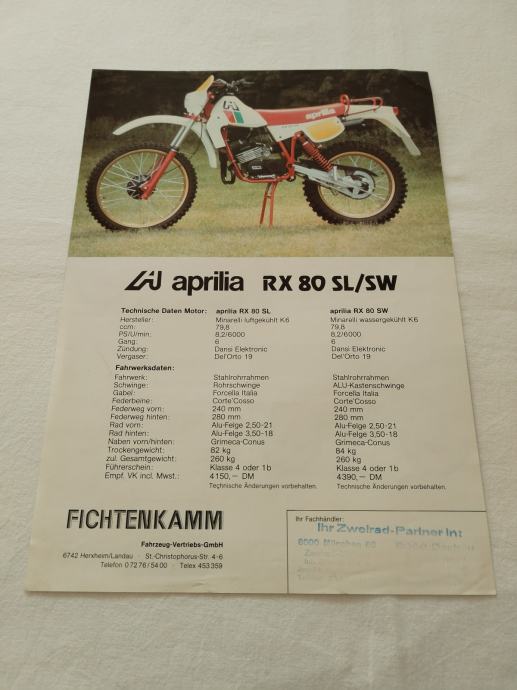 aprilia
aprilia RX 80 SL/SW
Technische Daten Motor: aprilia RX 80 SL aprilia RX 80 SW
Hersteller: Minarelli luftgekühlt K6 Minarelli wassergekühlt K6
ccm: 79,8 79,8
PS/U/min: 8,2/6000 8,2/6000
Gang: 6 6
Zündung: Dansi Elektronic Dansi Elektronic
Vergaser: Del'Orto 19 Del'Orto 19
Fahrwerksdaten:
Fahrwerk: Stahlrohrrahmen Stahlrohrrahmen
Schwinge: Rohrschwinge ALU-Kastenschwinge
Gabel: Forcella Italia Forcella Italia
Federbeine: Corte'Cosso Corte'Cosso
Federweg vorn: 240 mm 240 mm
Federweg hinten: 280 mm 280 mm
Rad vorn: Alu-Felge 2,50-21 Alu-Felge 2,50-21
Rad hinten: Alu-Felge 3,50-18 Alu-Felge 3,50-18
Naben vorn/hinten: Grimeca-Conus Grimeca-Conus
Trockengewicht: 82 kg 84 kg
zul. Gesamtgewicht: 260 kg 260 kg
Führerschein: Klasse 4 oder 1b Klasse 4 oder 1b
Empf. VK incl. Mwst.: 4150,— DM 4390,— DM
Technische Änderungen vorbehalten. Technische Änderungen vorbehalten.
FICHTENKAMM
Fahrzeug-Vertriebs-GmbH
6742 Herxheim/Landau · St.-Christophorus-Str. 4-6
Telefon 07276/5400 · Telex 453359
Ihr Fachhändler:
Ihr Zweirad-Partner in:
8000 München